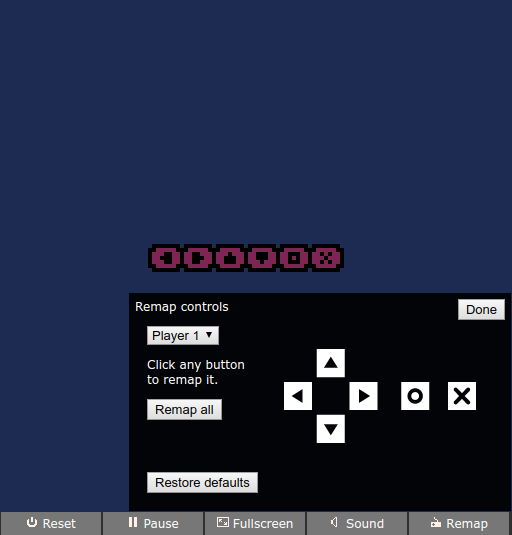 Remap controls
Done
Player 1
Click any button
to remap it.
Remap all
Restore defaults
Reset
Pause
Fullscreen
Sound
Remap